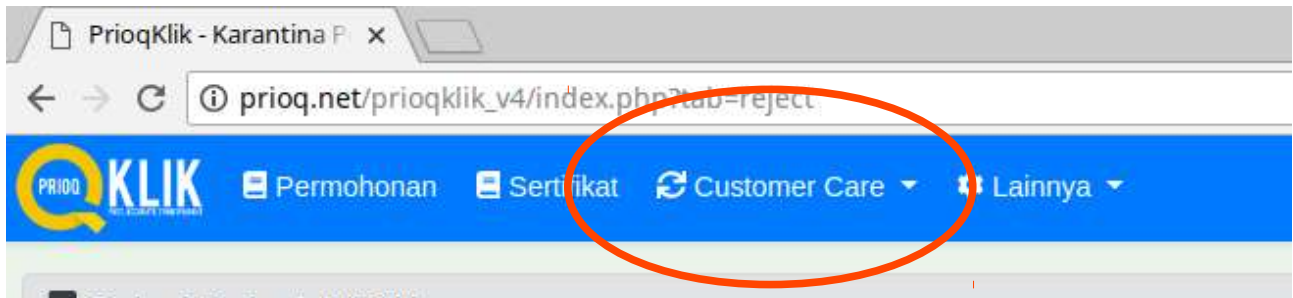 PrioqKlik - Karantina P
prioq.net/prioqklik_v4/index.php?tab=reject
PRIOQ KLIK Permohonan Sertifikat Customer Care Lainnya